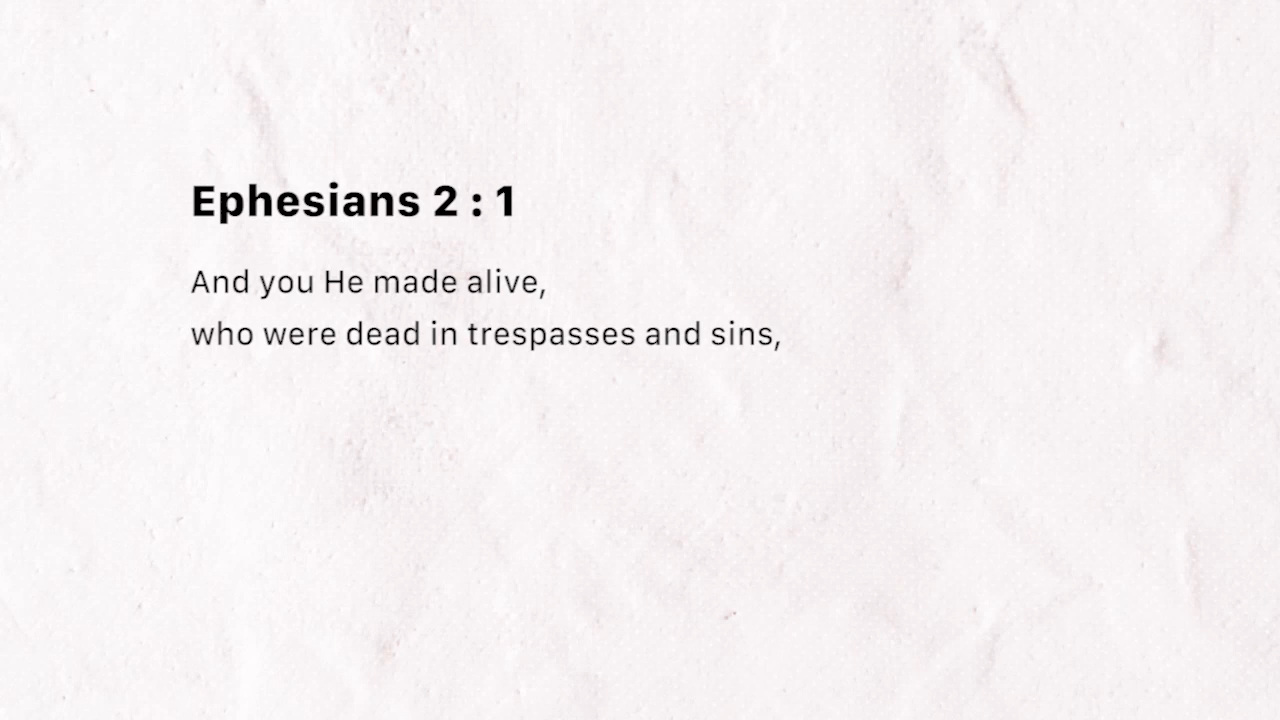 Ephesians 2 : 1
And you He made alive,
who were dead in trespasses and sins,